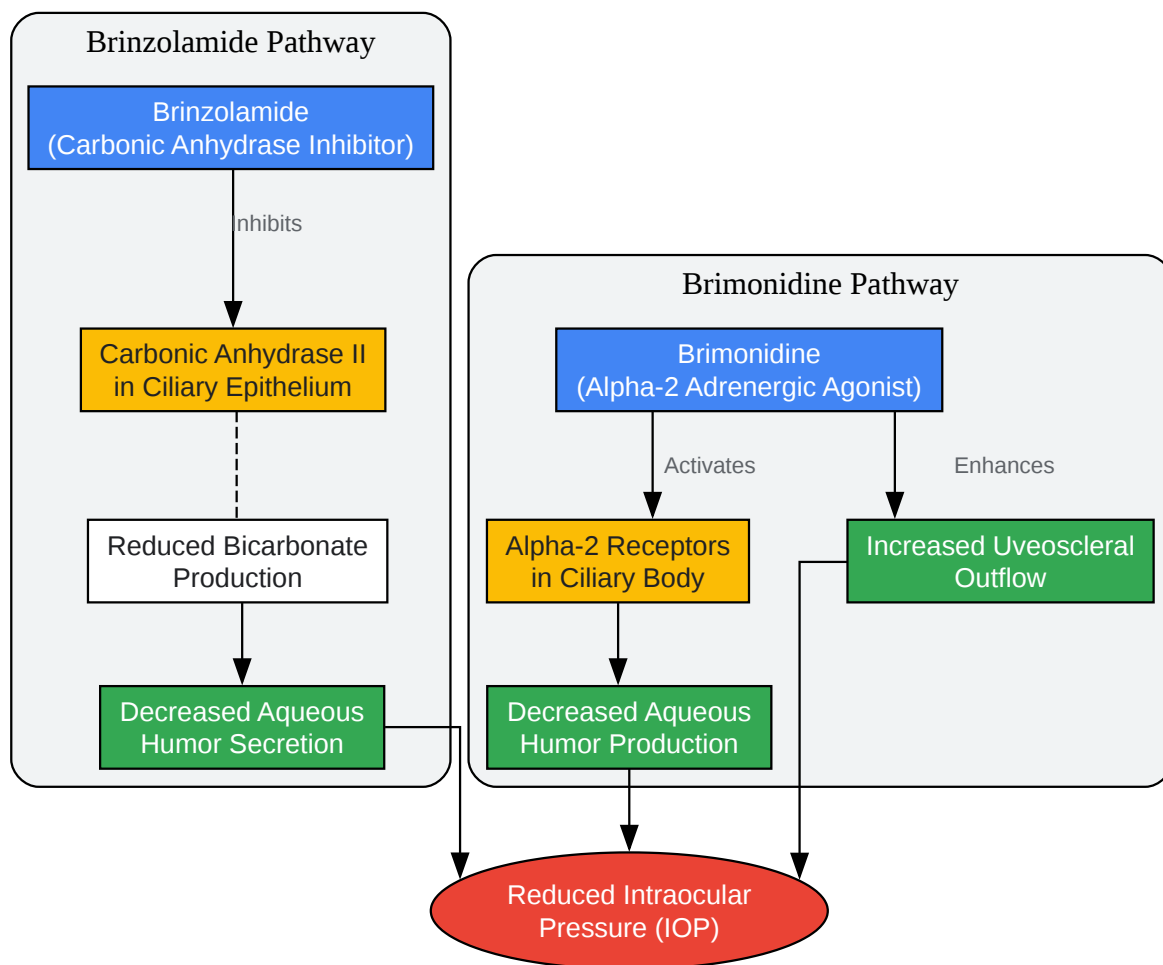 Brinzolamide Pathway
Brinzolamide
(Carbonic Anhydrase Inhibitor)
Inhibits
Carbonic Anhydrase II
in Ciliary Epithelium
Reduced Bicarbonate
Production
Decreased Aqueous
Humor Secretion
Brimonidine Pathway
Brimonidine
(Alpha-2 Adrenergic Agonist)
Activates
Enhances
Alpha-2 Receptors
in Ciliary Body
Increased Uveoscleral
Outflow
Decreased Aqueous
Humor Production
Reduced Intraocular
Pressure (IOP)